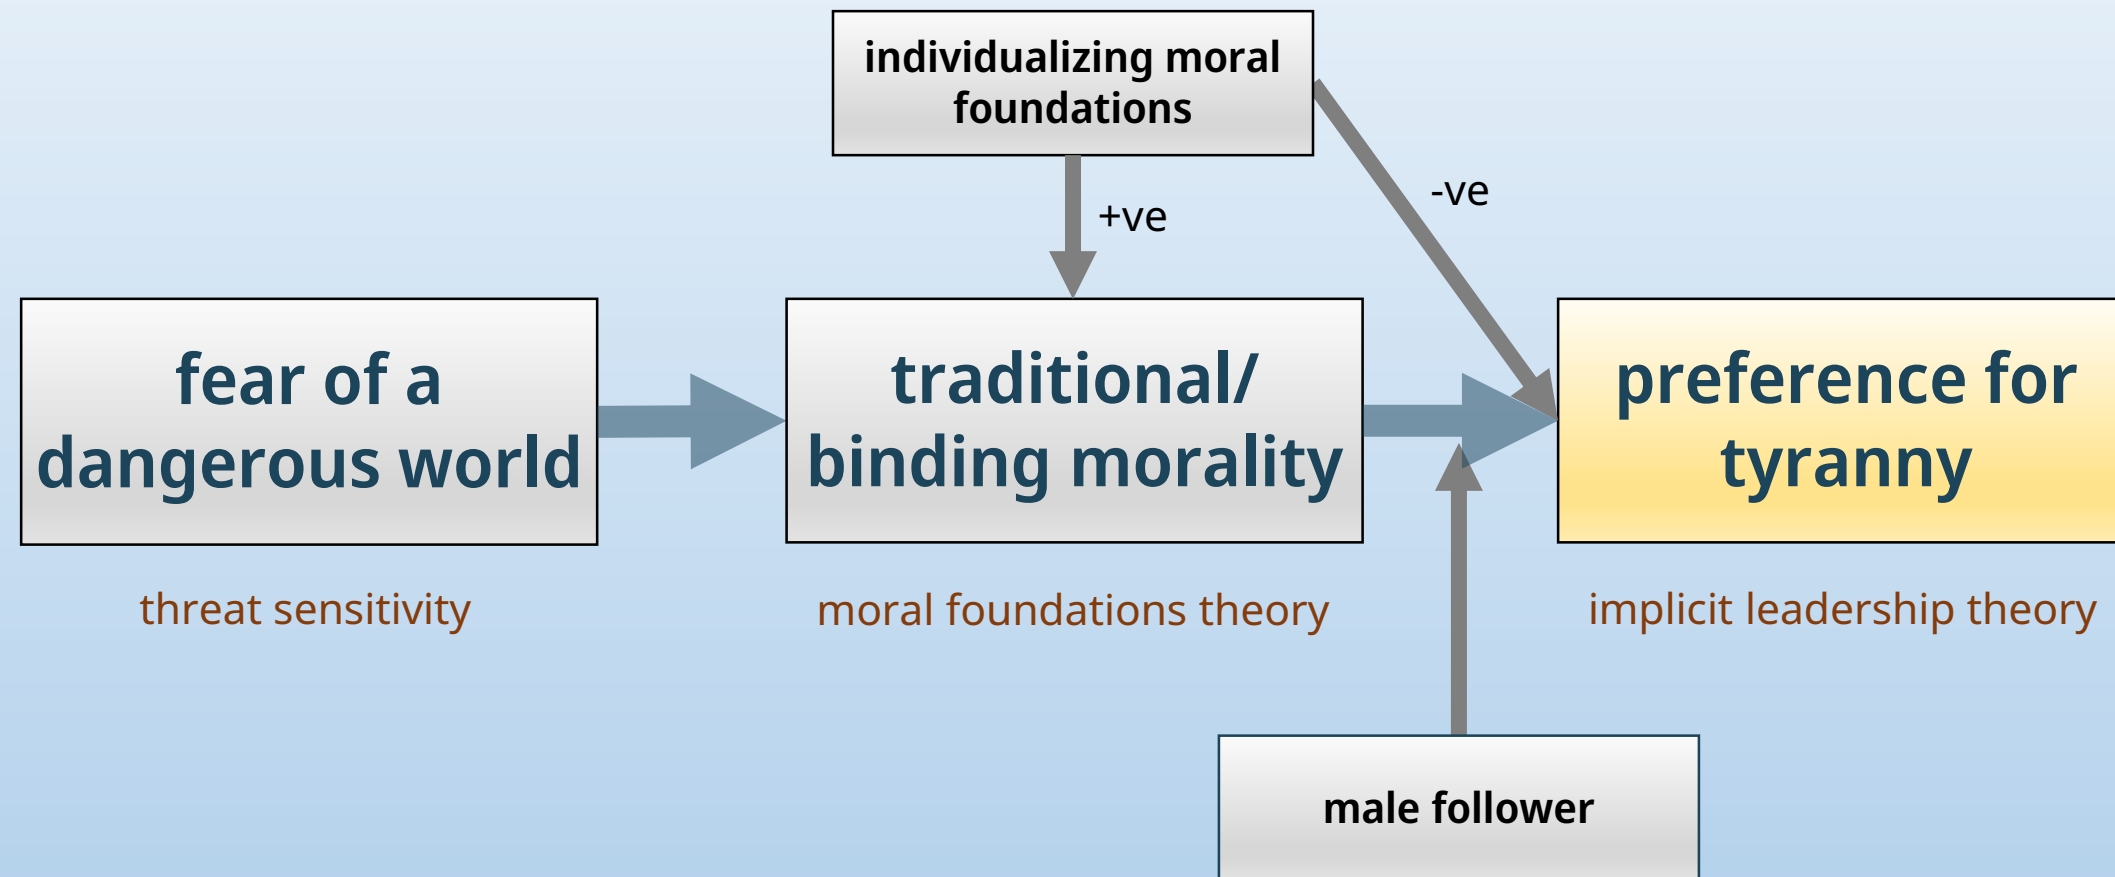 individualizing moral
foundations
+ve
-ve
fear of a
dangerous world
traditional/
binding morality
preference for
tyranny
threat sensitivity
moral foundations theory
implicit leadership theory
male follower